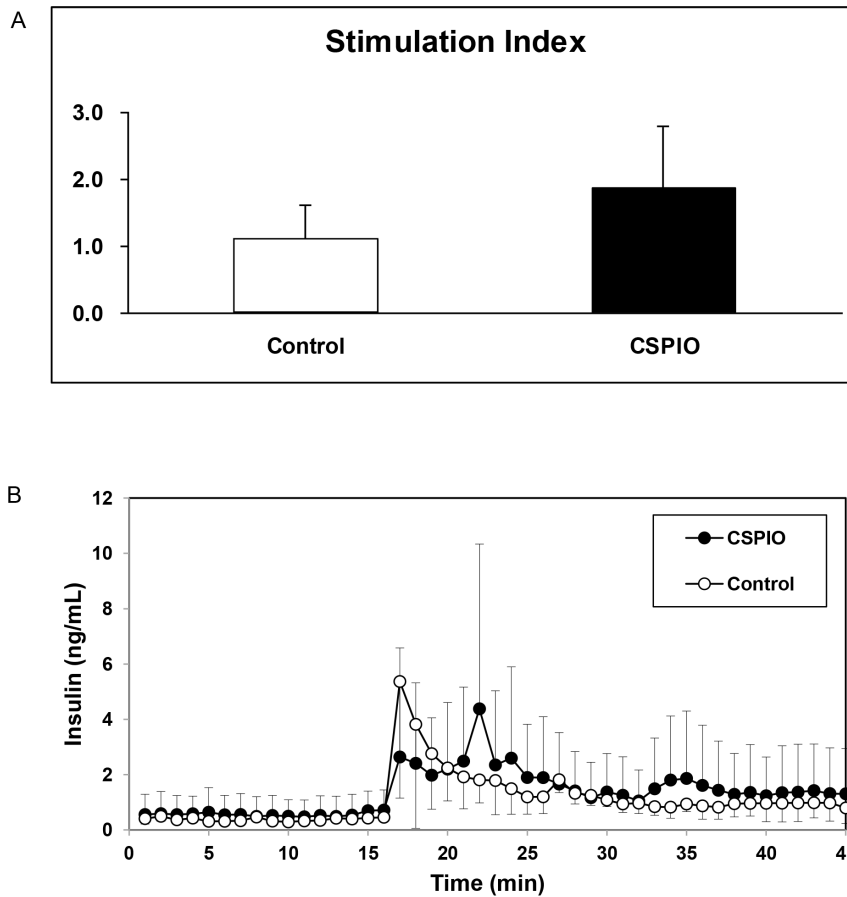 A
Stimulation Index
3.0
2.0
1.0
0.0
Control
CSPIO
B
12
10
8
6
4
2
0
Insulin (ng/mL)
CSPIO
Control
0 5 10 15 20 25 30 35 40
Time (min)